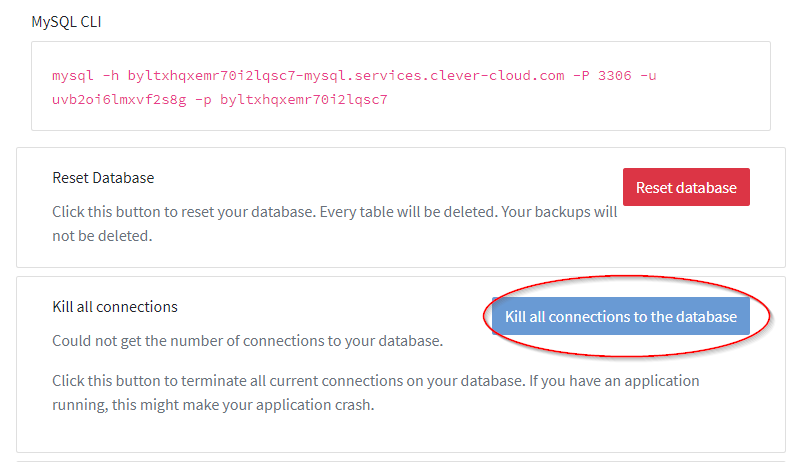 MySQL CLI
mysql -h byltxhqxemr70i2lqsc7-mysql.services.clever-cloud.com -P 3306 -u
uvb2oi6lmxvf2s8g -p byltxhqxemr70i2lqsc7
Reset Database
Reset database
Click this button to reset your database. Every table will be deleted. Your backups will
not be deleted.
Kill all connections
Kill all connections to the database
Could not get the number of connections to your database.
Click this button to terminate all current connections on your database. If you have an application
running, this might make your application crash.